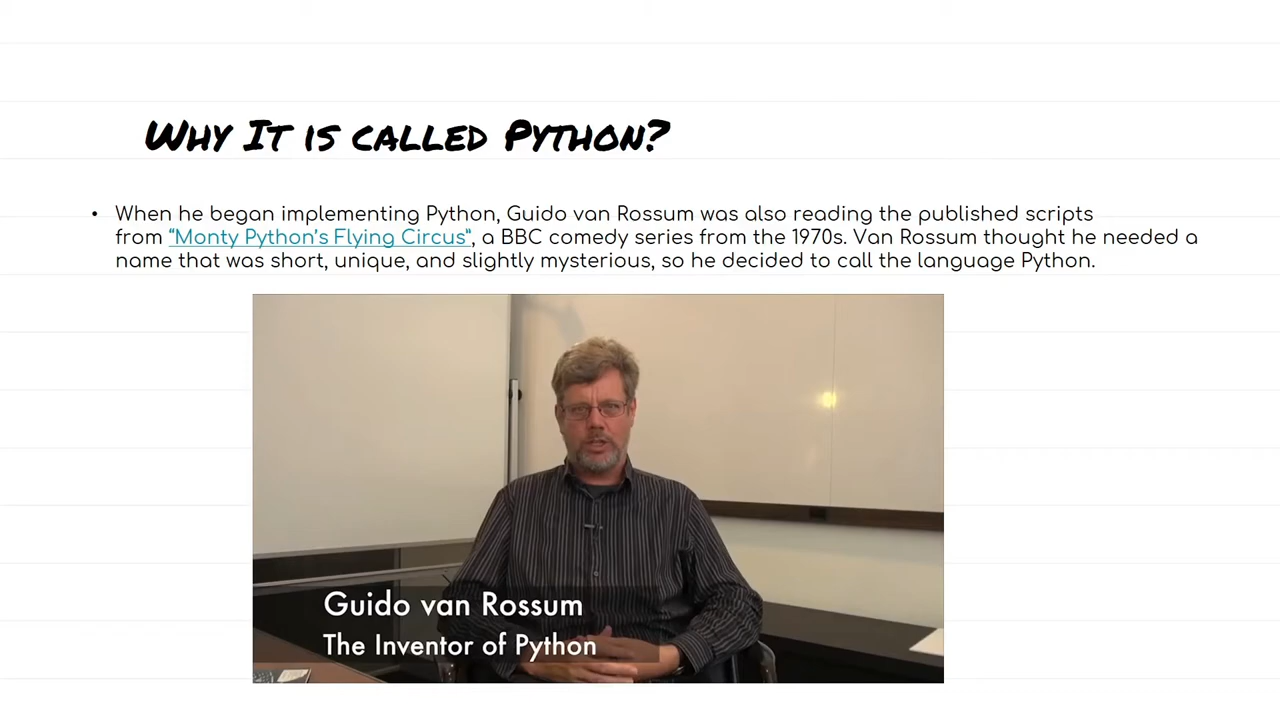 Why It is called Python?
• When he began implementing Python, Guido van Rossum was also reading the published scripts
from “Monty Python’s Flying Circus”, a BBC comedy series from the 1970s. Van Rossum thought he needed a
name that was short, unique, and slightly mysterious, so he decided to call the language Python.
Guido van Rossum
The Inventor of Python